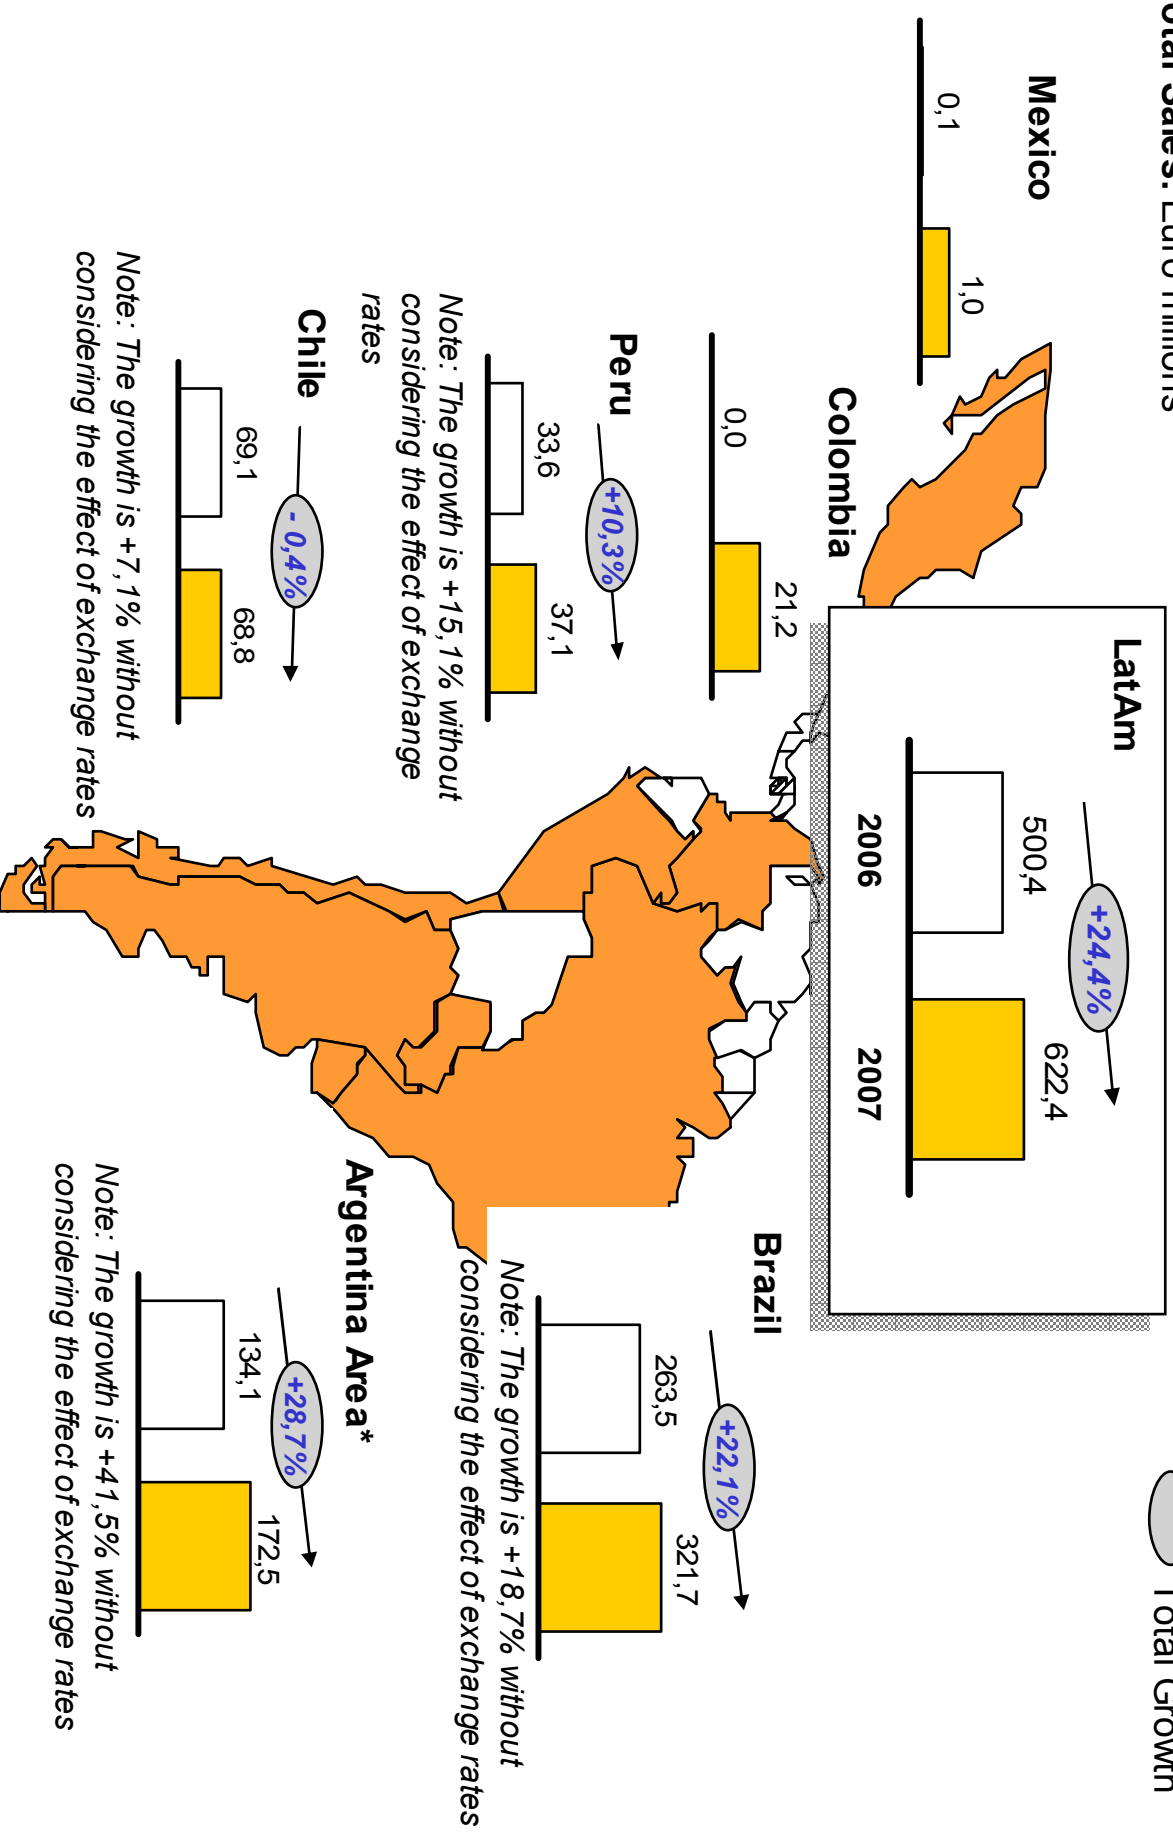 Total Sales. Euro millions
Total Growth
LatAm
+24,4%
500,4
622,4
2006
2007
Mexico
0,1
1,0
Colombia
0,0
21,2
Brazil
+22,1%
263,5
321,7
Note: The growth is +18,7% without
considering the effect of exchange rates
Peru
+10,3%
33,6
37,1
Note: The growth is +15,1% without
considering the effect of exchange
rates
Chile
- 0,4%
69,1
68,8
Note: The growth is +7,1% without
considering the effect of exchange rates
Argentina Area*
+28,7%
134,1
172,5
Note: The growth is +41,5% without
considering the effect of exchange rates